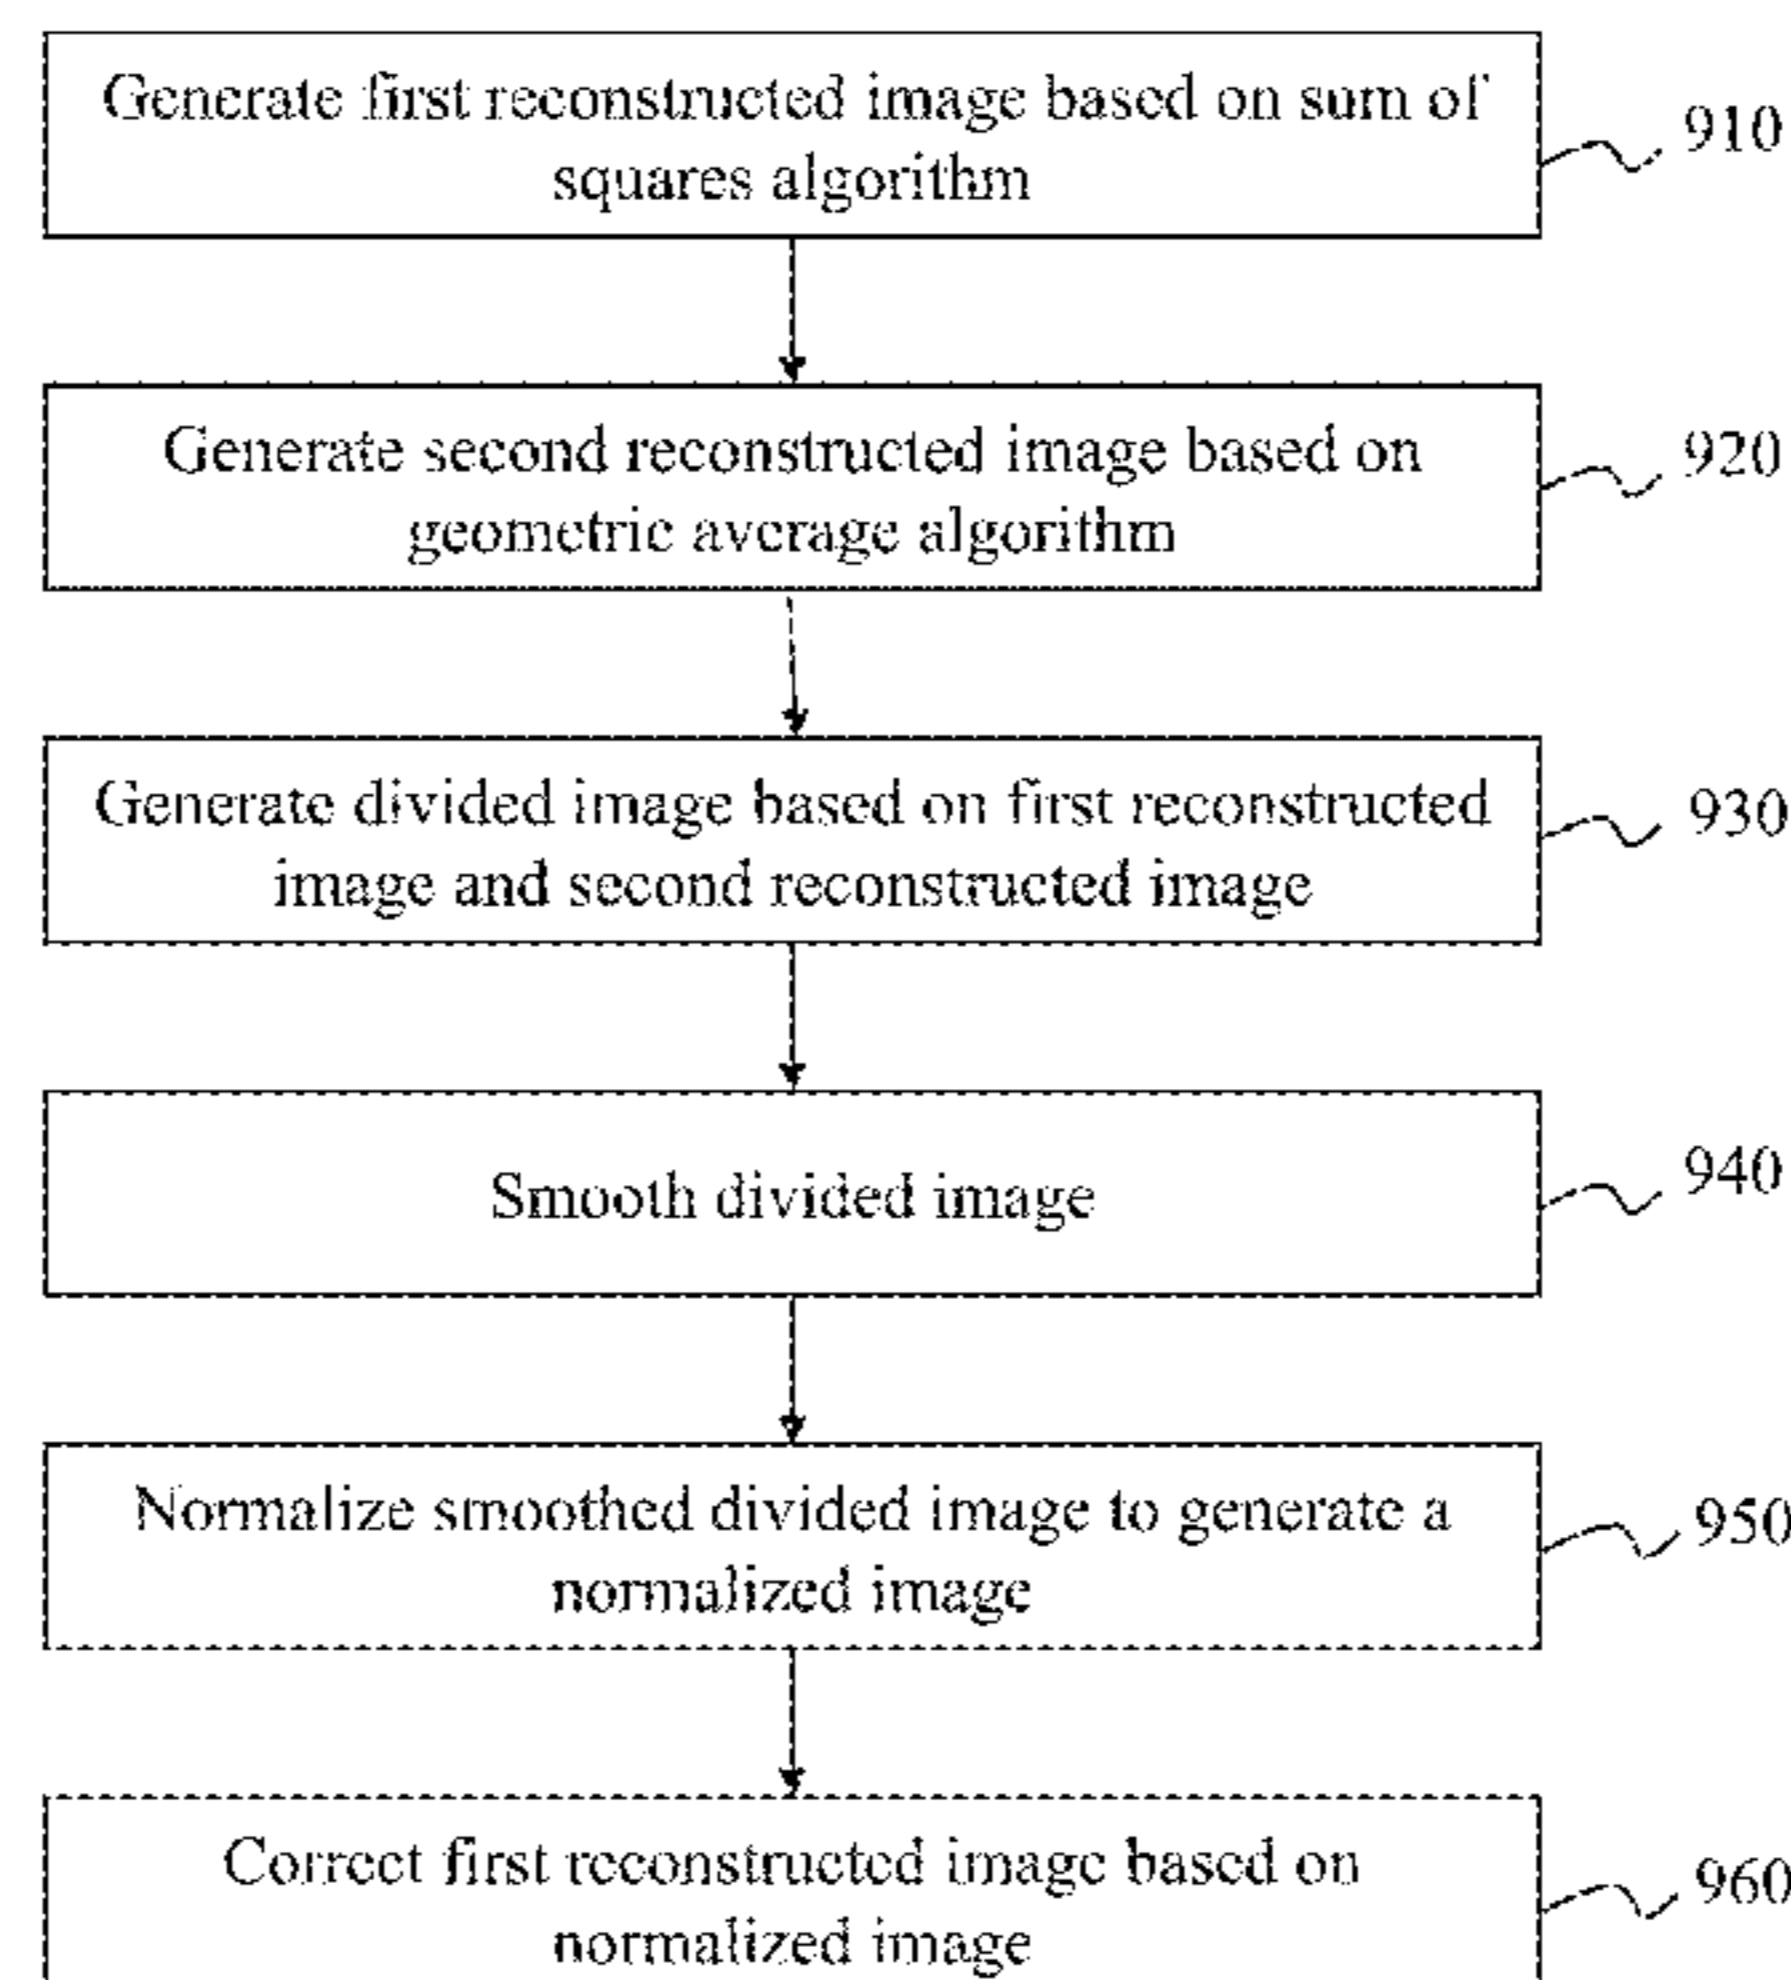 Generate first reconstructed image based on sum of
squares algorithm
910
Generate second reconstructed image based on
geometric average algorithm
920
Generate divided image based on first reconstructed
image and second reconstructed image
930
Smooth divided image
940
Normalize smoothed divided image to generate a
normalized image
950
Correct first reconstructed image based on
normalized image
960